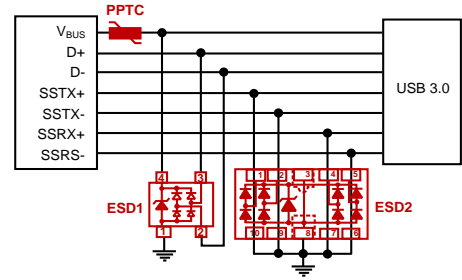 PPTC
VBUS
D+
D-
SSTX+
SSTX-
SSRX+
SSRS-
USB 3.0
4 3
1 2
ESD1
1 2 3 4 5
10 9 8 7 6
ESD2